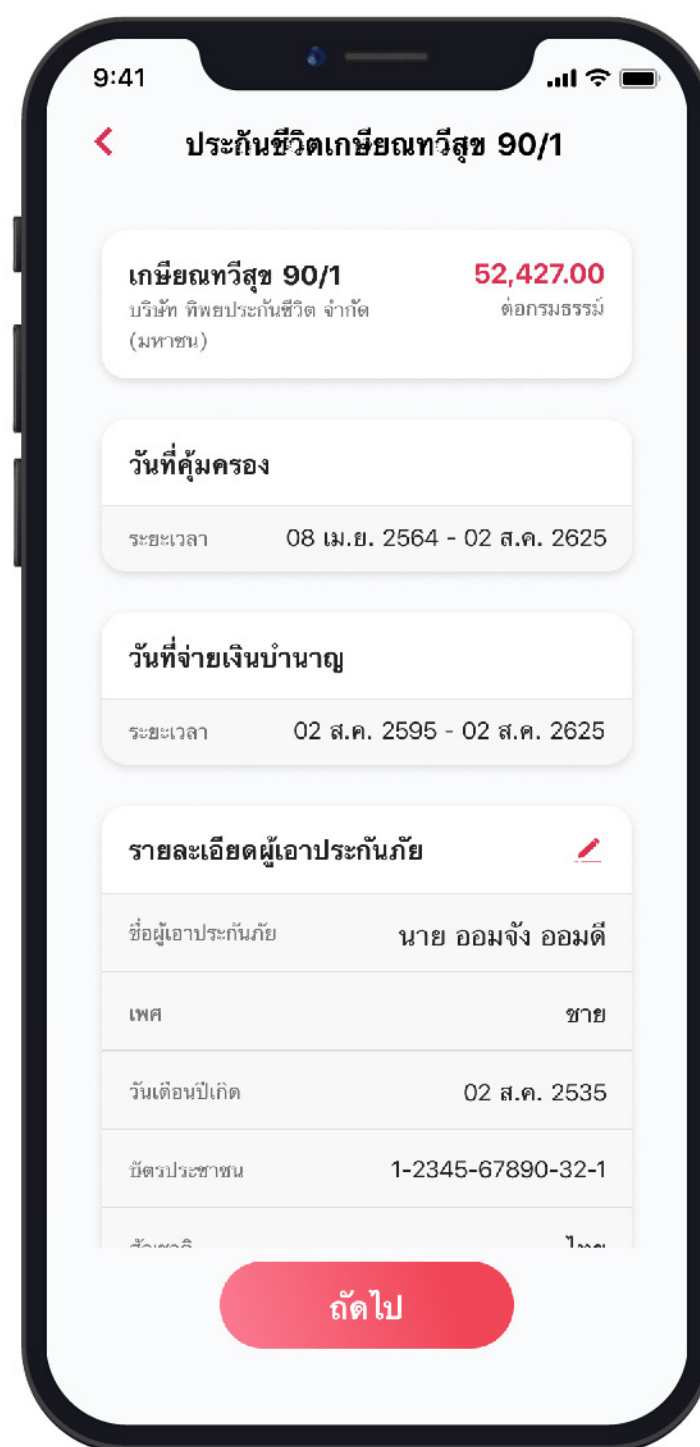 9:41
ประกันชีวิตเกษียณทวีสุข 90/1
เกษียณทวีสุข 90/1 52,427.00
บริษัท ทิพยประกันชีวิต จำกัด ต่อกรมธรรม์
(มหาชน)
วันที่คุ้มครอง
ระยะเวลา 08 เม.ย. 2564 - 02 ส.ค. 2625
วันที่จ่ายเงินบำนาญ
ระยะเวลา 02 ส.ค. 2595 - 02 ส.ค. 2625
รายละเอียดผู้เอาประกันภัย
ชื่อผู้เอาประกันภัย นาย ออมจัง ออมดี
เพศ ชาย
วันเดือนปีเกิด 02 ส.ค. 2535
บัตรประชาชน 1-2345-67890-32-1
สัญชาติ ไทย
ถัดไป